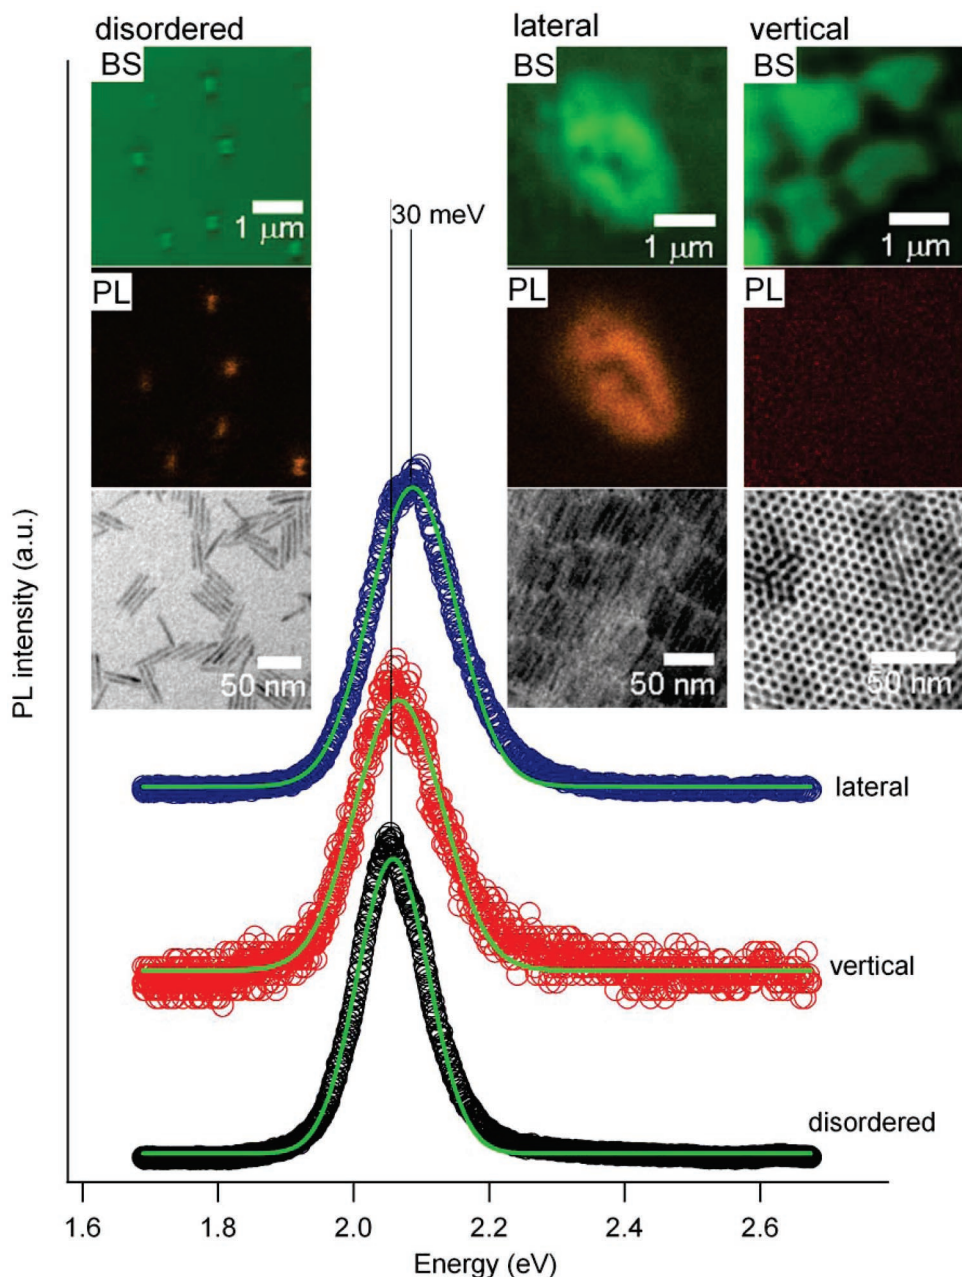 disordered
BS
1 μm
PL
50 nm
lateral
BS
1 μm
PL
50 nm
vertical
BS
1 μm
PL
50 nm
30 meV
PL intensity (a.u.)
lateral
vertical
disordered
1.6 1.8 2.0 2.2 2.4 2.6
Energy (eV)